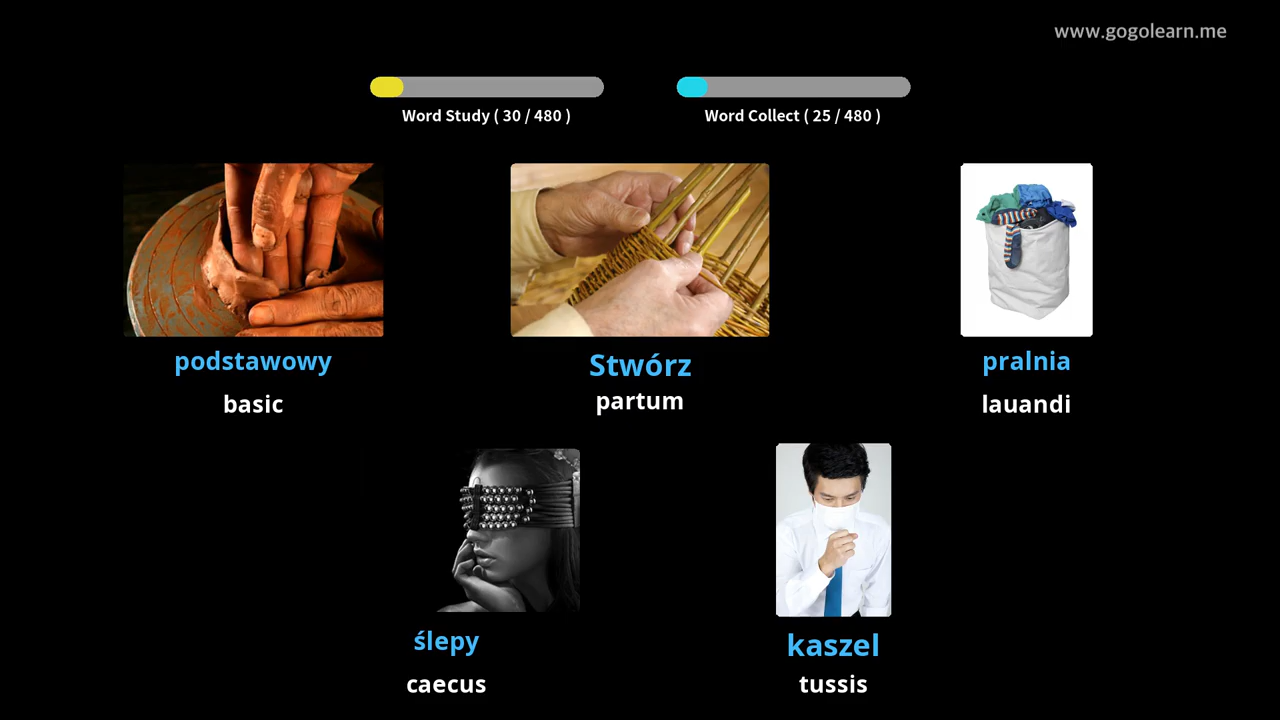 www.gogolearn.me
Word Study ( 30 / 480 )
Word Collect ( 25 / 480 )
podstawowy
basic
Stwórz
partum
pralnia
lauandi
ślepy
caecus
kaszel
tussis